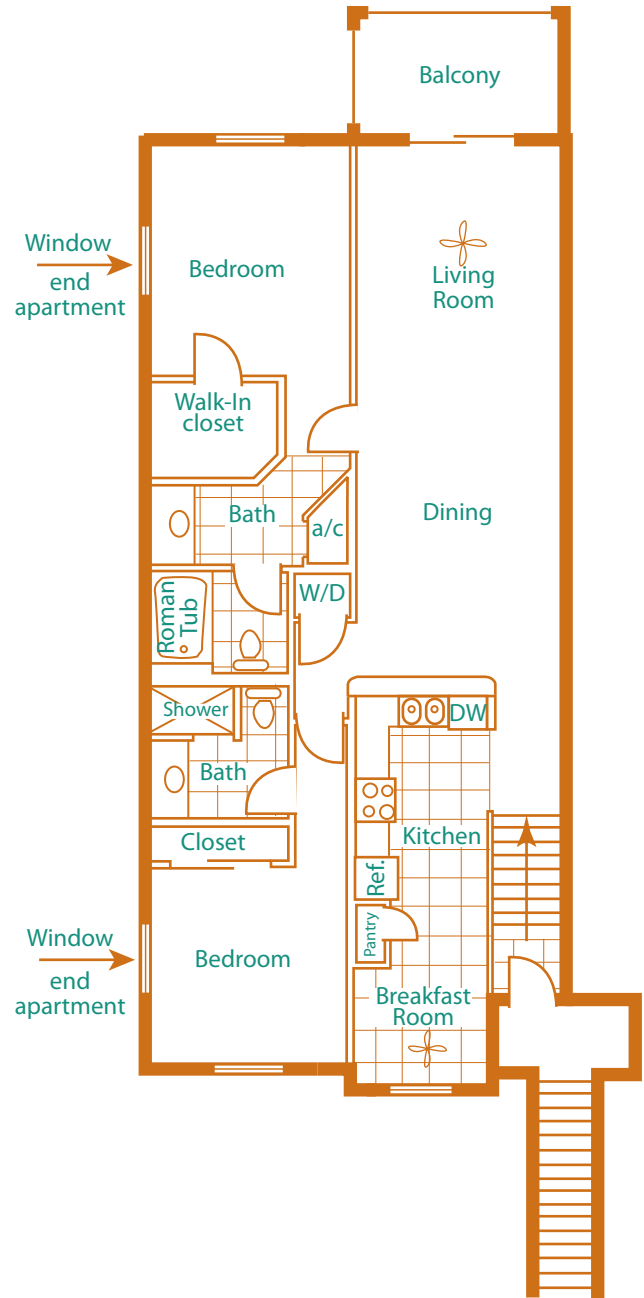 Balcony
Window
end
apartment
Bedroom
Living
Room
Walk-In
closet
Bath
a/c
Dining
W/D
Roman
Tub
Shower
DW
Bath
Kitchen
Closet
Ref.
Pantry
Window
end
apartment
Bedroom
Breakfast
Room